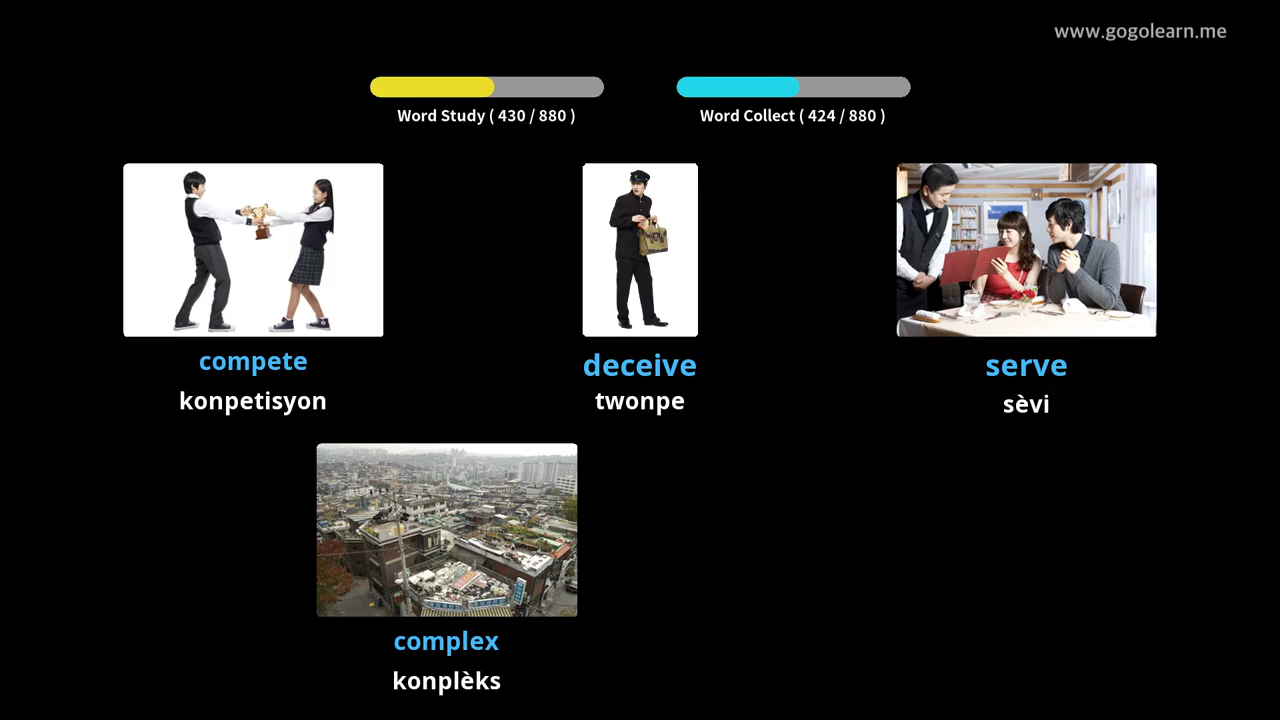 www.gogolearn.me
Word Study ( 430 / 880 )
Word Collect ( 424 / 880 )
compete
konpetisyon
deceive
twonpe
serve
sèvi
complex
konplèks